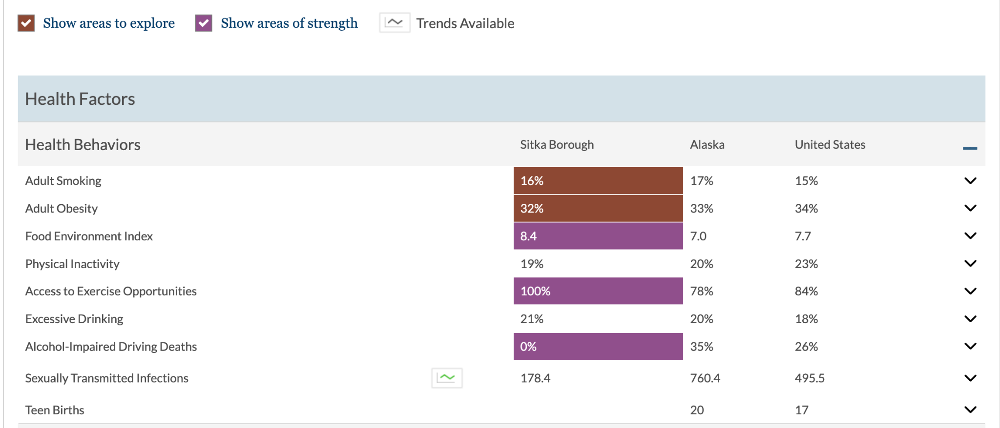 Show areas to explore Show areas of strength Trends Available
Health Factors
Health Behaviors Sitka Borough Alaska United States
Adult Smoking 16% 17% 15%
Adult Obesity 32% 33% 34%
Food Environment Index 8.4 7.0 7.7
Physical Inactivity 19% 20% 23%
Access to Exercise Opportunities 100% 78% 84%
Excessive Drinking 21% 20% 18%
Alcohol-Impaired Driving Deaths 0% 35% 26%
Sexually Transmitted Infections 178.4 760.4 495.5
Teen Births 20 17